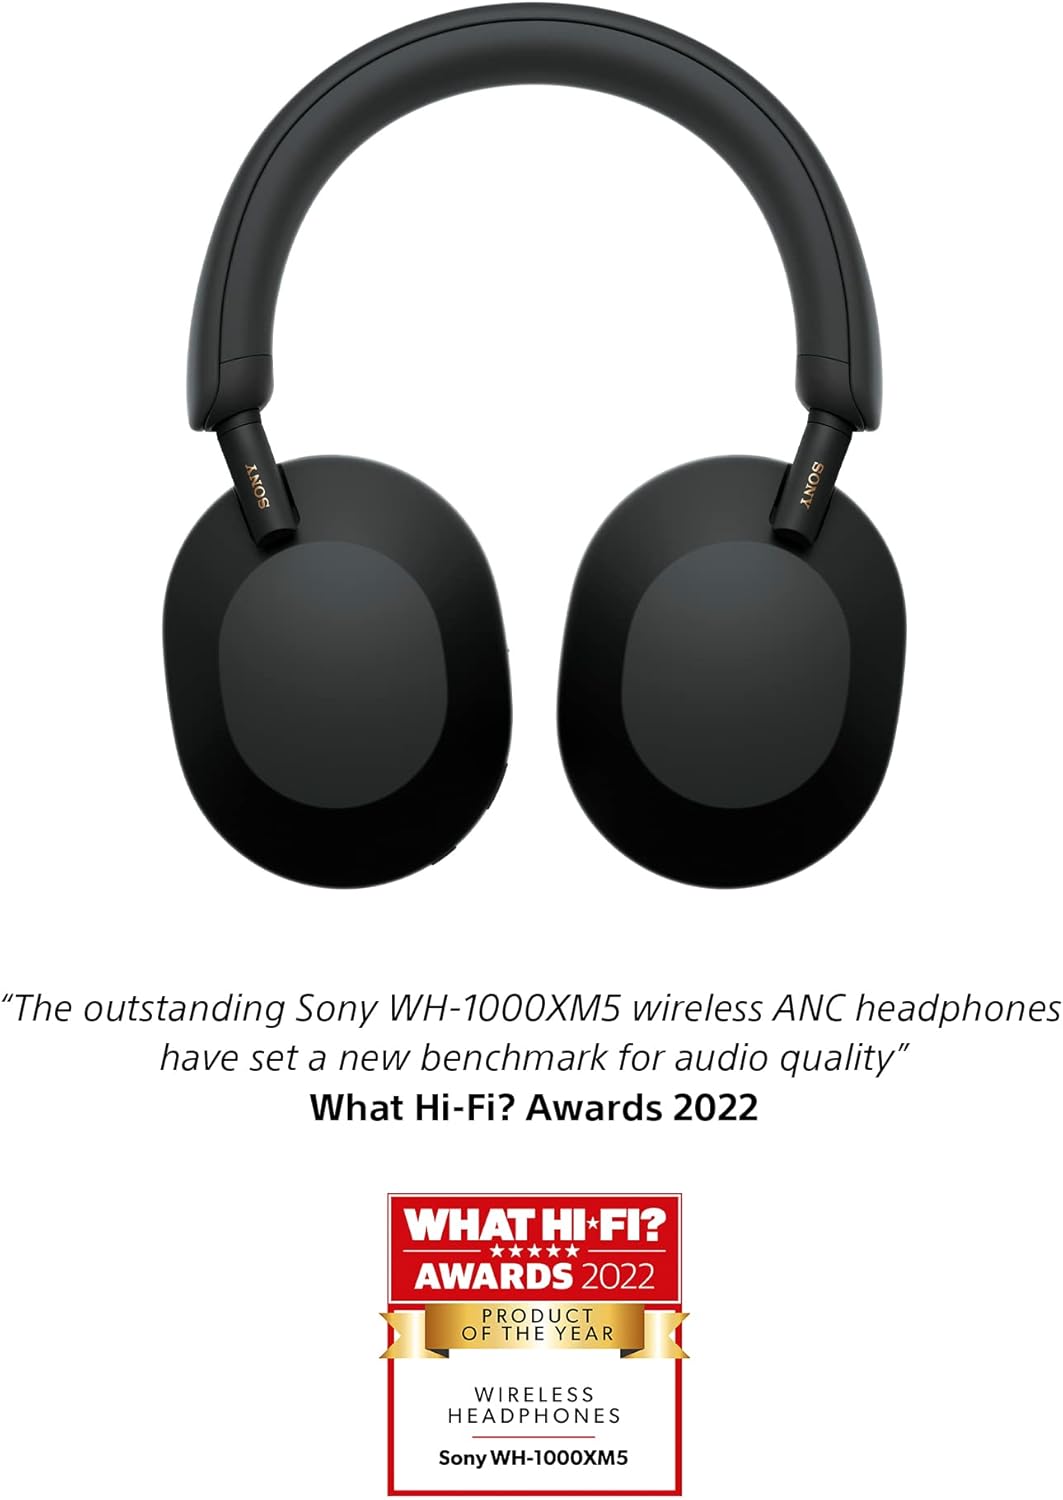 SONY
SONY
“The outstanding Sony WH-1000XM5 wireless ANC headphones
have set a new benchmark for audio quality”
What Hi-Fi? Awards 2022
WHAT HI★FI?
★★★★★
AWARDS 2022
PRODUCT
OF THE YEAR
WIRELESS
HEADPHONES
Sony WH-1000XM5